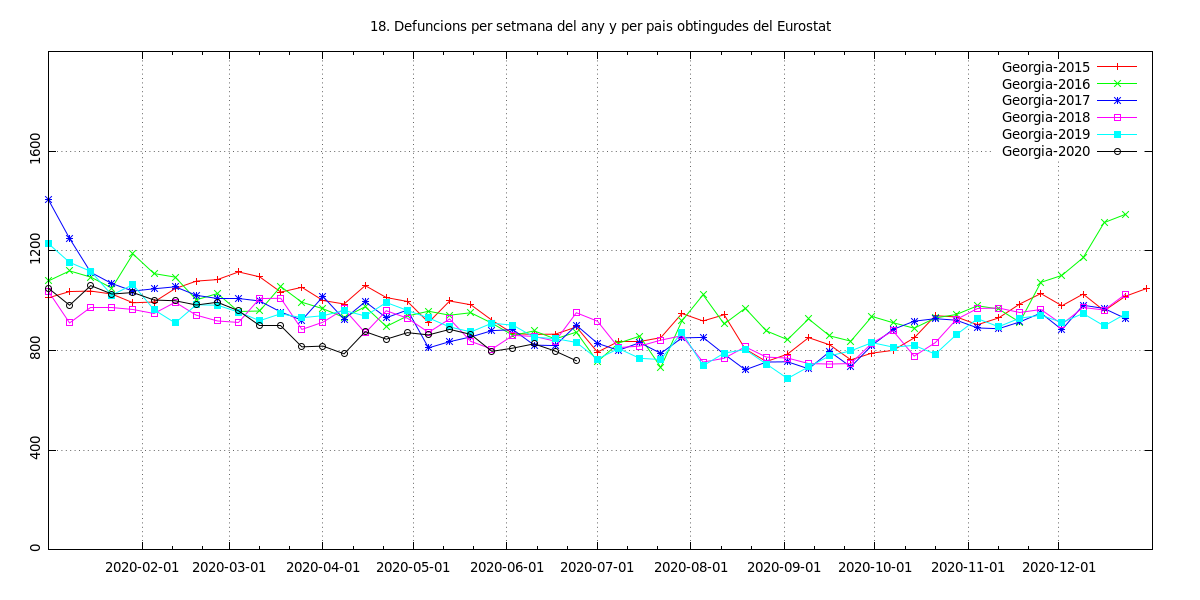 18. Defuncions per setmana del any y per pais obtingudes del Eurostat
Georgia-2015
Georgia-2016
Georgia-2017
Georgia-2018
Georgia-2019
Georgia-2020
1600
1200
800
400
0
2020-02-01 2020-03-01 2020-04-01 2020-05-01 2020-06-01 2020-07-01 2020-08-01 2020-09-01 2020-10-01 2020-11-01 2020-12-01